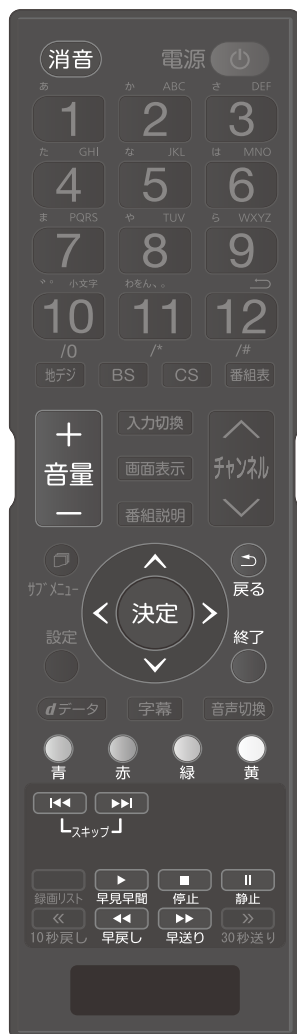 消音 電源
あ か ABC さ DEF
1 2 3
た GHI な JKL は MNO
4 5 6
ま PQRS や TUV ら WXYZ
7 8 9
゛゜ 小文字 わをん、。
10 11 12
/0 /* /#
地デジ BS CS 番組表
+ 入力切換
音量 画面表示 チャンネル
− 番組説明
サブメニュー 戻る
決定
設定 終了
dデータ 字幕 音声切換
青 赤 緑 黄
スキップ
録画リスト 早見早聞 停止 静止
10秒戻し 早戻し 早送り 30秒送り